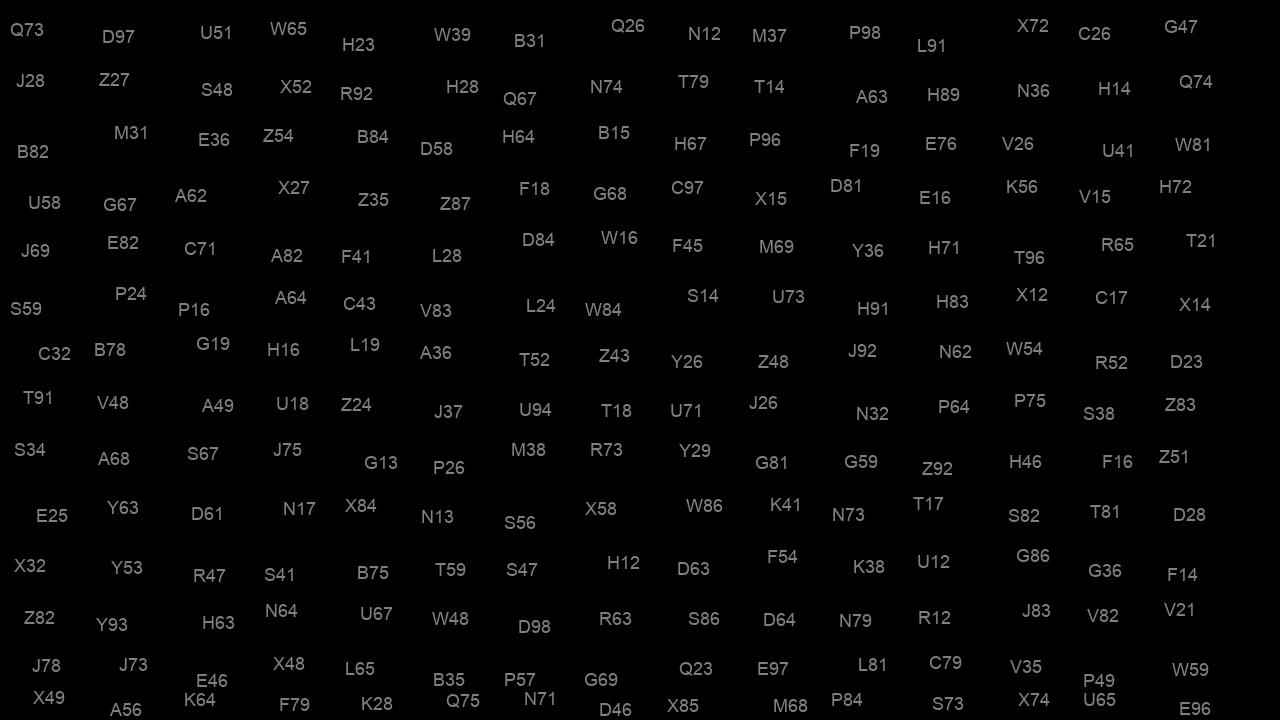 Q73 D97 U51 W65 H23 W39 B31 Q26 N12 M37 P98 L91 X72 C26 G47
J28 Z27 S48 X52 R92 H28 Q67 N74 T79 T14 A63 H89 N36 H14 Q74
B82 M31 E36 Z54 B84 D58 H64 B15 H67 P96 F19 E76 V26 U41 W81
U58 G67 A62 X27 Z35 Z87 F18 G68 C97 X15 D81 E16 K56 V15 H72
J69 E82 C71 A82 F41 L28 D84 W16 F45 M69 Y36 H71 T96 R65 T21
S59 P24 P16 A64 C43 V83 L24 W84 S14 U73 H91 H83 X12 C17 X14
C32 B78 G19 H16 L19 A36 T52 Z43 Y26 Z48 J92 N62 W54 R52 D23
T91 V48 A49 U18 Z24 J37 U94 T18 U71 J26 N32 P64 P75 S38 Z83
S34 A68 S67 J75 G13 P26 M38 R73 Y29 G81 G59 Z92 H46 F16 Z51
E25 Y63 D61 N17 X84 N13 S56 X58 W86 K41 N73 T17 S82 T81 D28
X32 Y53 R47 S41 B75 T59 S47 H12 D63 F54 K38 U12 G86 G36 F14
Z82 Y93 H63 N64 U67 W48 D98 R63 S86 D64 N79 R12 J83 V82 V21
J78 J73 E46 X48 L65 B35 P57 G69 Q23 E97 L81 C79 V35 P49 W59
X49 A56 K64 F79 K28 Q75 N71 D46 X85 M68 P84 S73 X74 U65 E96